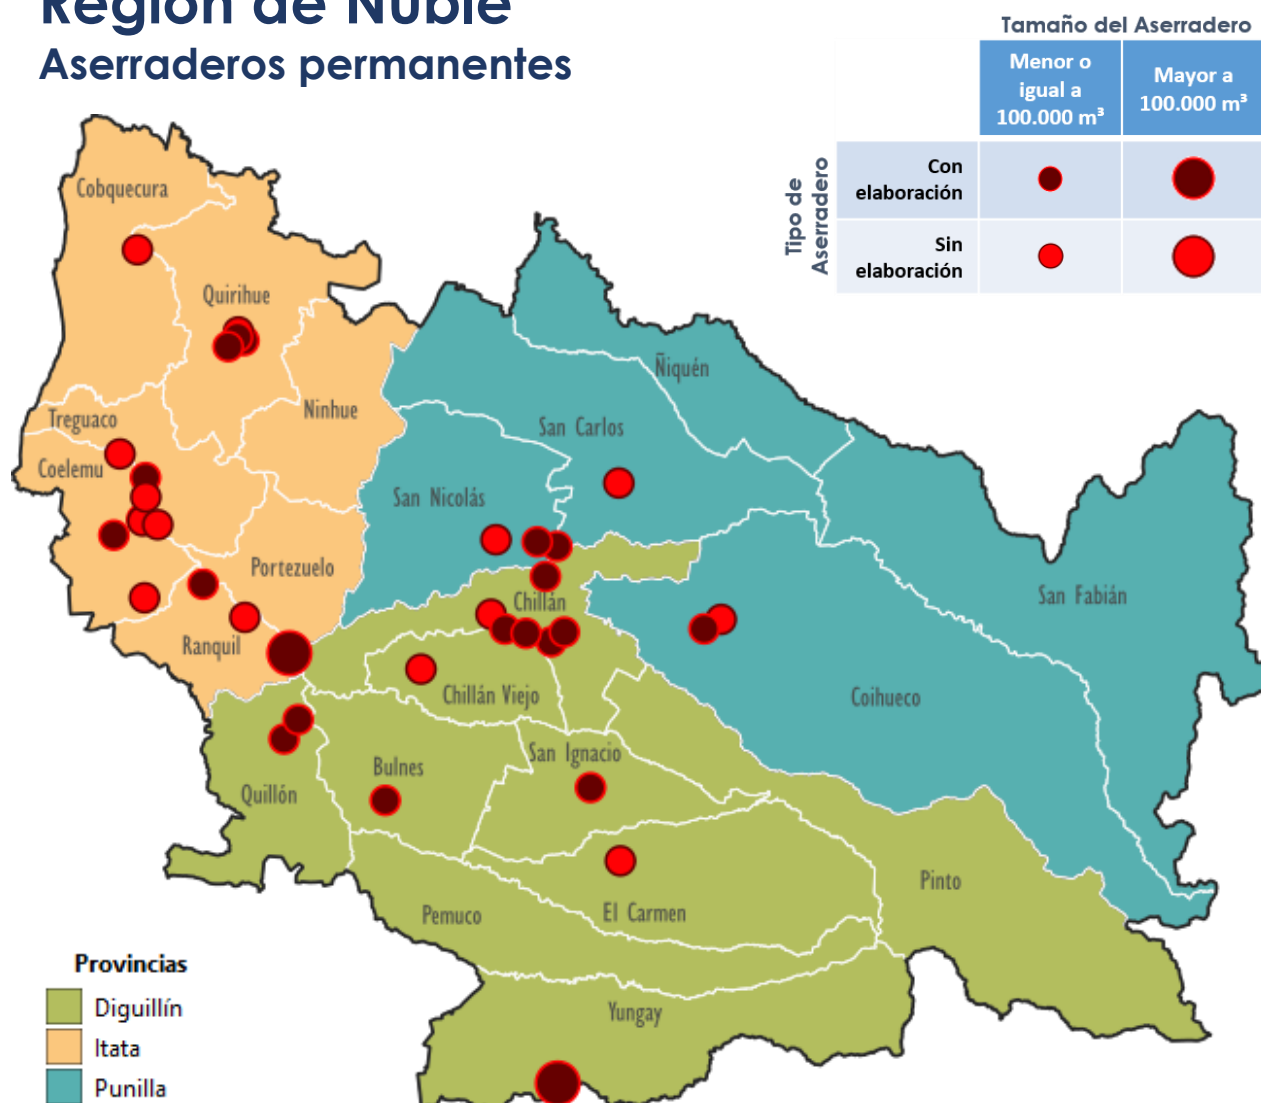 Región de Ñuble
Aserraderos permanentes
Tamaño del Aserradero
Menor o
igual a
100.000 m³
Mayor a
100.000 m³
Tipo de
Aserradero
Con
elaboración
Sin
elaboración
Cobquecura
Quirihue
Ñiquén
Ninhue
Treguaco
San Carlos
Coelemu
San Nicolás
Portezuelo
San Fabián
Chillán
Ranquil
Chillán Viejo
Coihueco
San Ignacio
Bulnes
Quillón
Pinto
El Carmen
Pemuco
Yungay
Provincias
Diguillín
Itata
Punilla